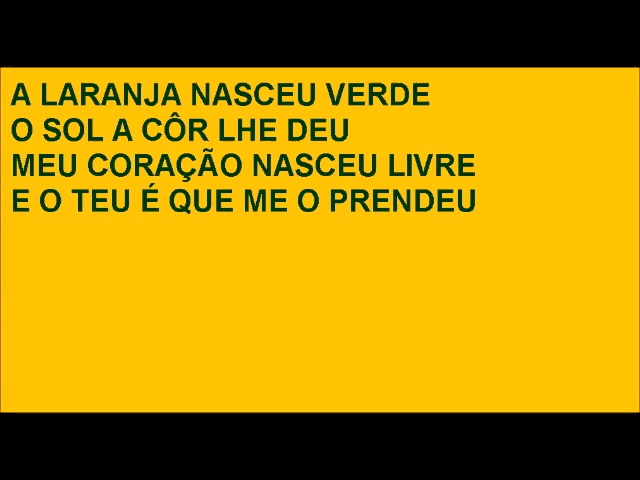 A LARANJA NASCEU VERDE
O SOL A CÔR LHE DEU
MEU CORAÇÃO NASCEU LIVRE
E O TEU É QUE ME O PRENDEU